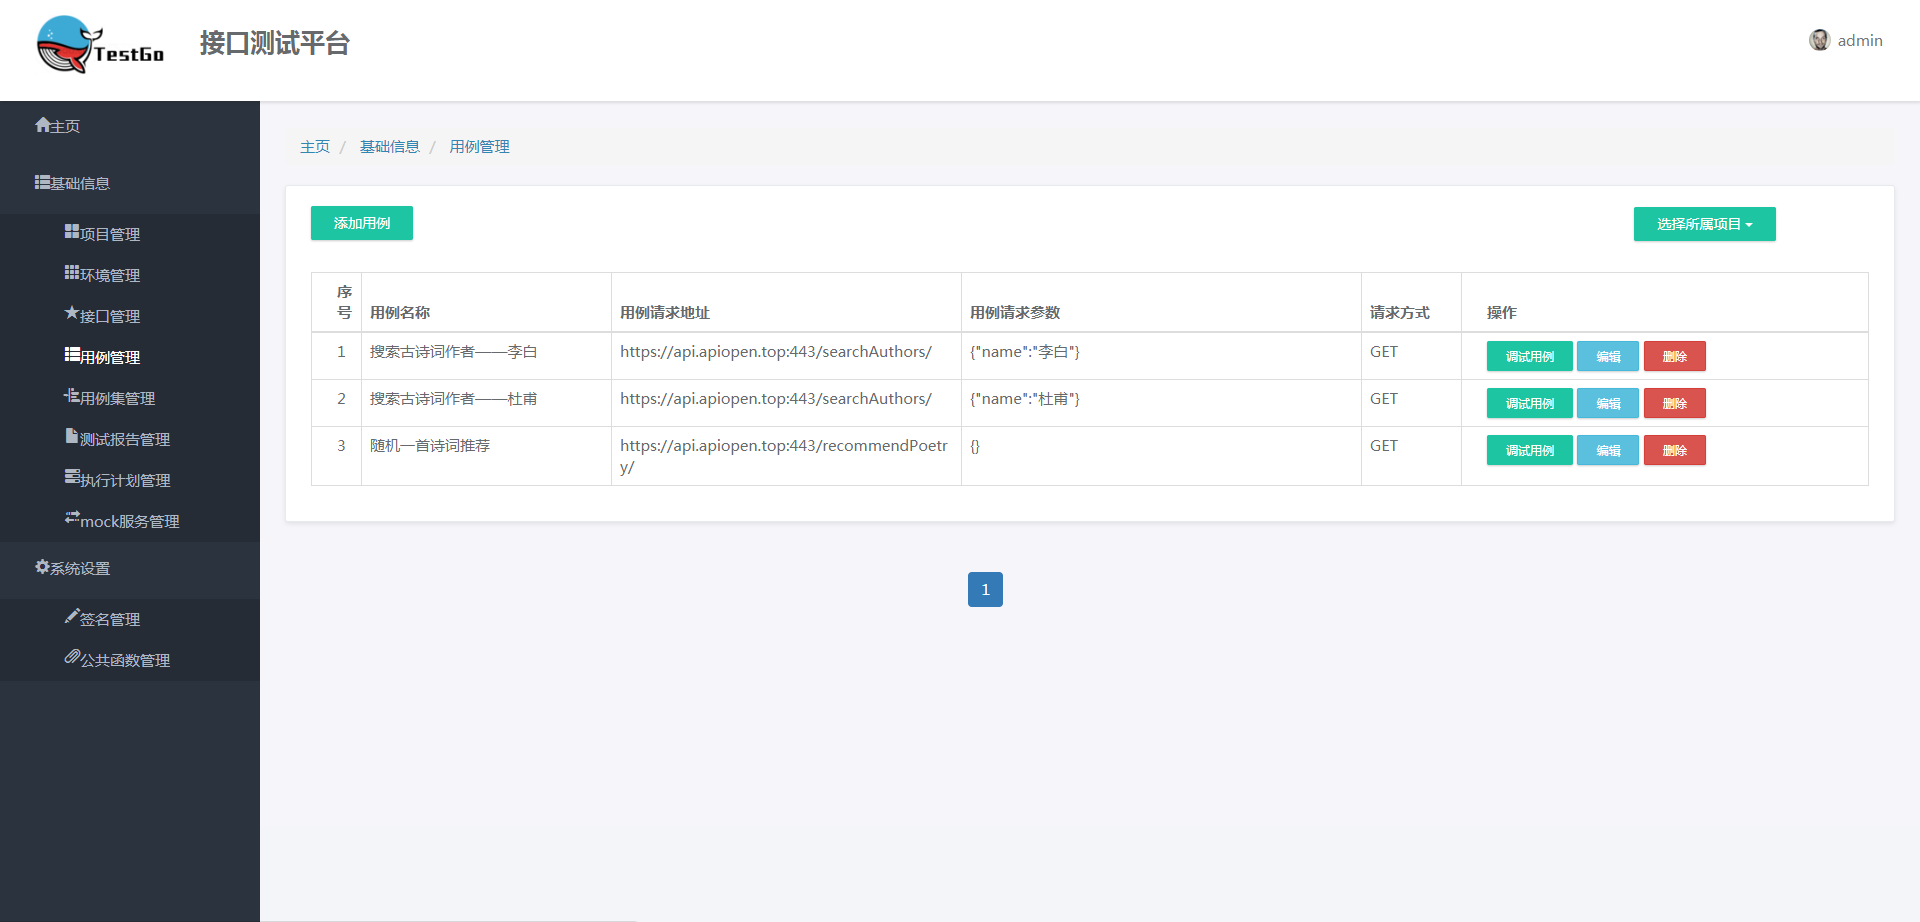 TestGo
接口测试平台
admin
主页
基础信息
项目管理
环境管理
接口管理
用例管理
用例集管理
测试报告管理
执行计划管理
mock服务管理
系统设置
签名管理
公共函数管理
主页 / 基础信息 / 用例管理
添加用例
选择所属项目
序号 用例名称 用例请求地址 用例请求参数 请求方式 操作
1 搜索古诗词作者——李白 https://api.apiopen.top:443/searchAuthors/ {"name":"李白"} GET 调试用例 编辑 删除
2 搜索古诗词作者——杜甫 https://api.apiopen.top:443/searchAuthors/ {"name":"杜甫"} GET 调试用例 编辑 删除
3 随机一首诗词推荐 https://api.apiopen.top:443/recommendPoetry/ {} GET 调试用例 编辑 删除
1